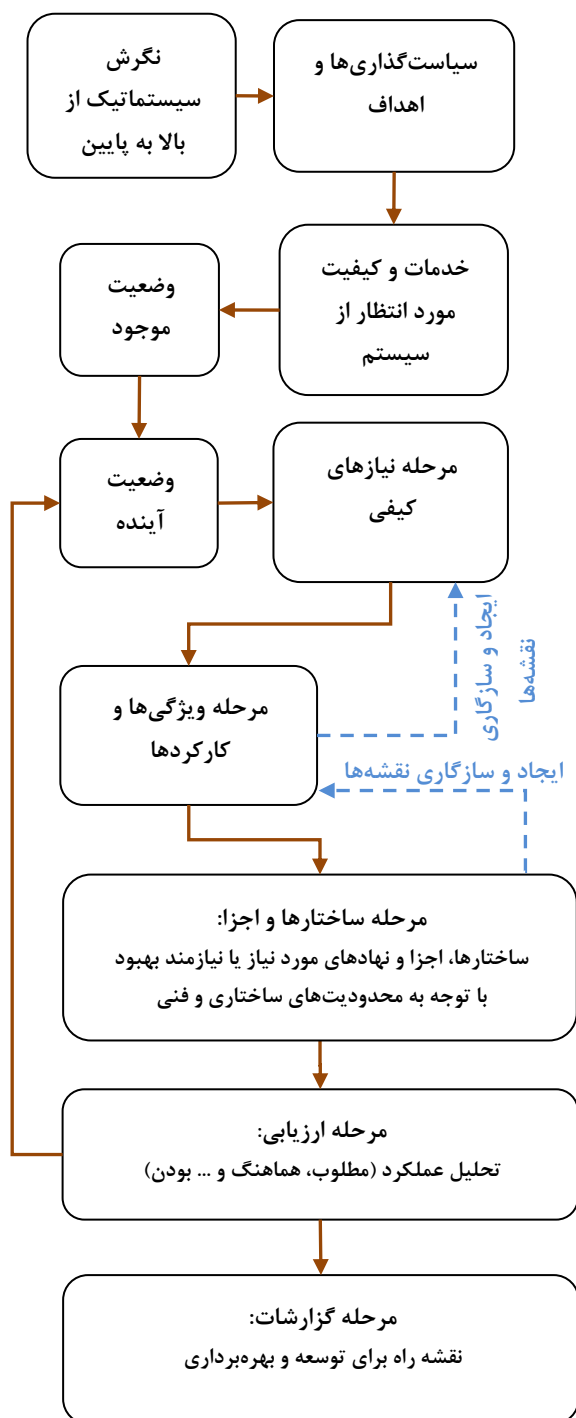 نگرش
سیستماتیک از
بالا به پایین
سیاست‌گذاری‌ها و
اهداف
خدمات و کیفیت
مورد انتظار از
سیستم
وضعیت
موجود
وضعیت
آینده
مرحله نیازهای
کیفی
ایجاد و سازگاری
نقشه‌ها
مرحله ویژگی‌ها و
کارکردها
ایجاد و سازگاری نقشه‌ها
مرحله ساختارها و اجزا:
ساختارها، اجزا و نهادهای مورد نیاز یا نیازمند بهبود
با توجه به محدودیت‌های ساختاری و فنی
مرحله ارزیابی:
تحلیل عملکرد (مطلوب، هماهنگ و ... بودن)
مرحله گزارشات:
نقشه راه برای توسعه و بهره‌برداری